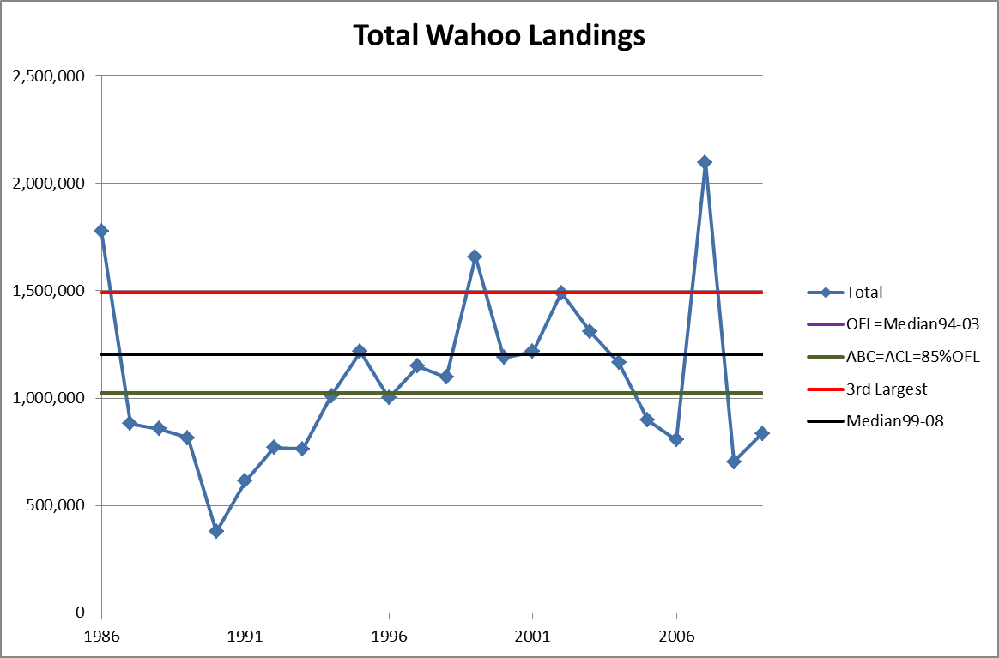 Total Wahoo Landings
2,500,000
2,000,000
1,500,000
1,000,000
500,000
0
1986
1991
1996
2001
2006
Total
OFL=Median94-03
ABC=ACL=85%OFL
3rd Largest
Median99-08